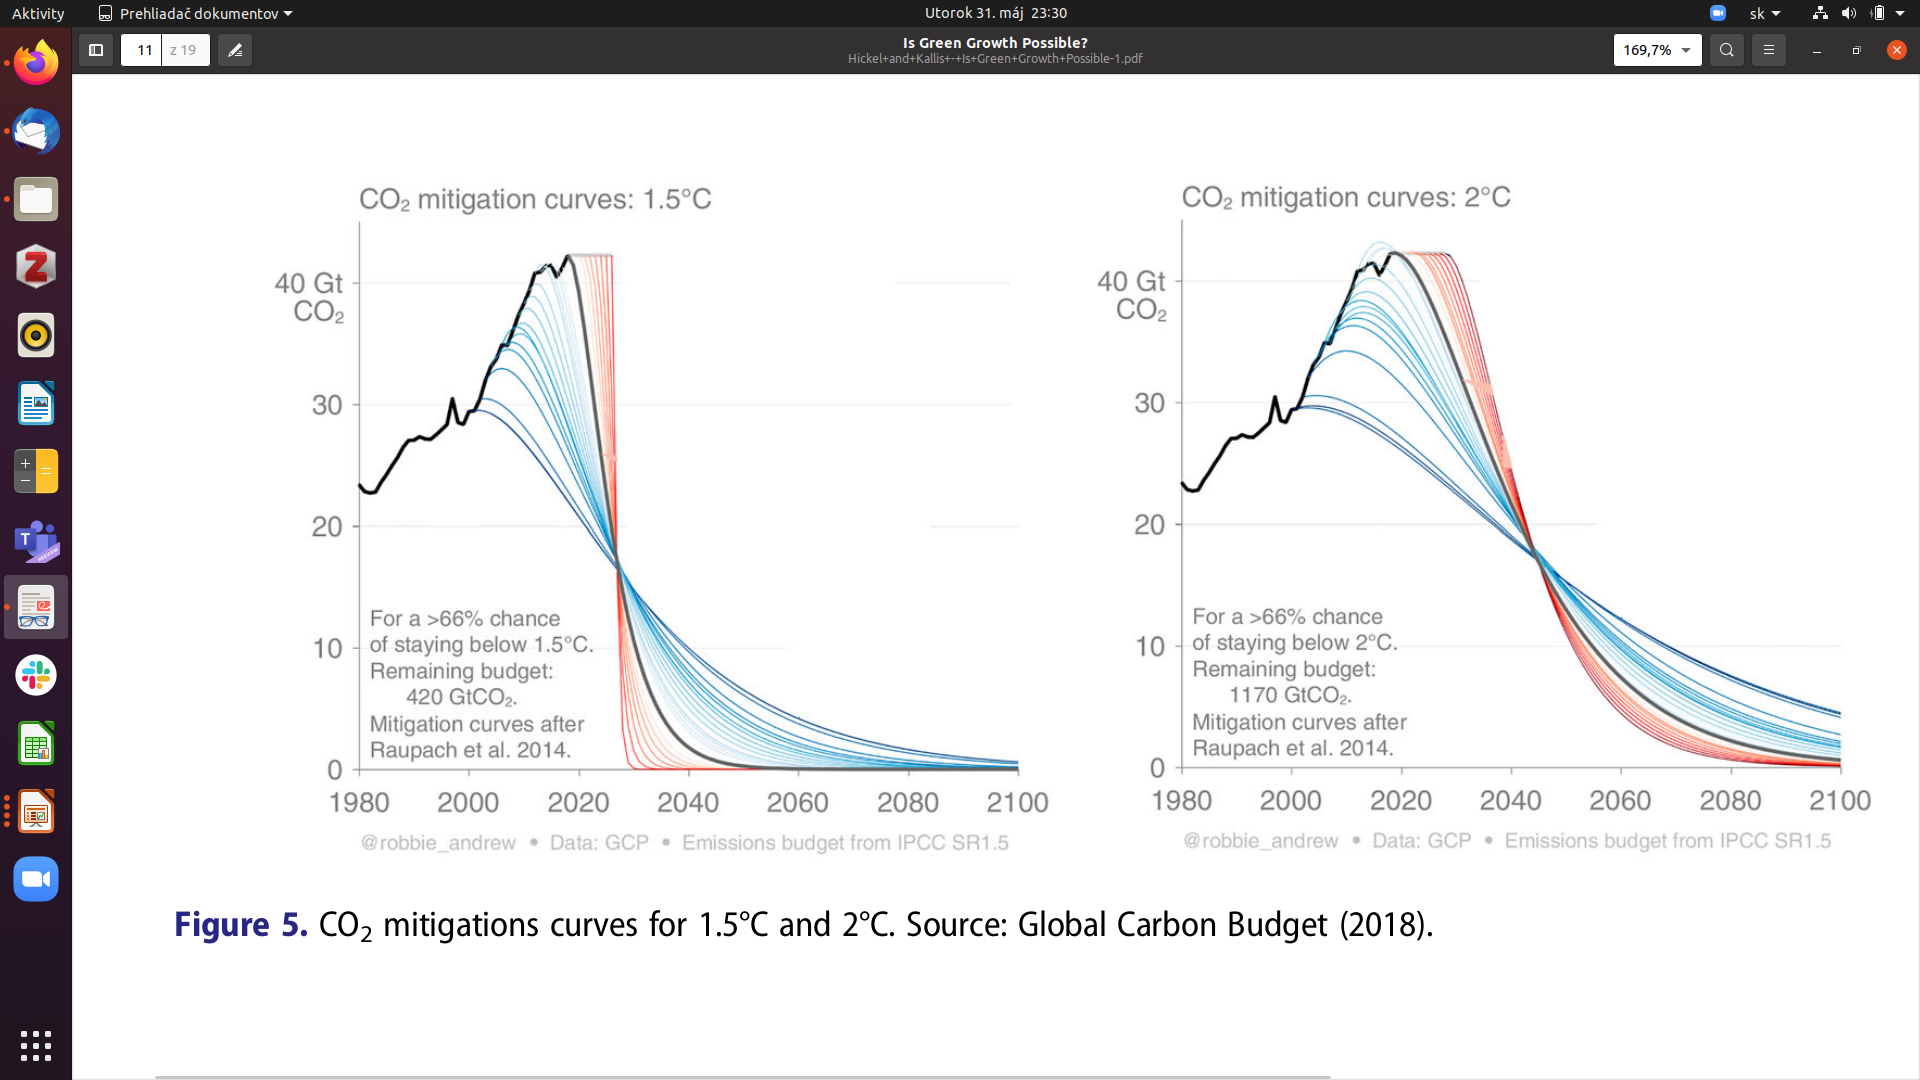 Aktivity
Prehliadač dokumentov
Utorok 31. máj 23:30
sk
11
z 19
Is Green Growth Possible?
Hickel+and+Kallis+-+Is+Green+Growth+Possible-1.pdf
169,7%
CO₂ mitigation curves: 1.5°C
40 Gt
CO₂
30
20
10
0
For a >66% chance
of staying below 1.5°C.
Remaining budget:
420 GtCO₂.
Mitigation curves after
Raupach et al. 2014.
1980 2000 2020 2040 2060 2080 2100
@robbie_andrew • Data: GCP • Emissions budget from IPCC SR1.5
CO₂ mitigation curves: 2°C
40 Gt
CO₂
30
20
10
0
For a >66% chance
of staying below 2°C.
Remaining budget:
1170 GtCO₂.
Mitigation curves after
Raupach et al. 2014.
1980 2000 2020 2040 2060 2080 2100
@robbie_andrew • Data: GCP • Emissions budget from IPCC SR1.5
Figure 5. CO₂ mitigations curves for 1.5°C and 2°C. Source: Global Carbon Budget (2018).